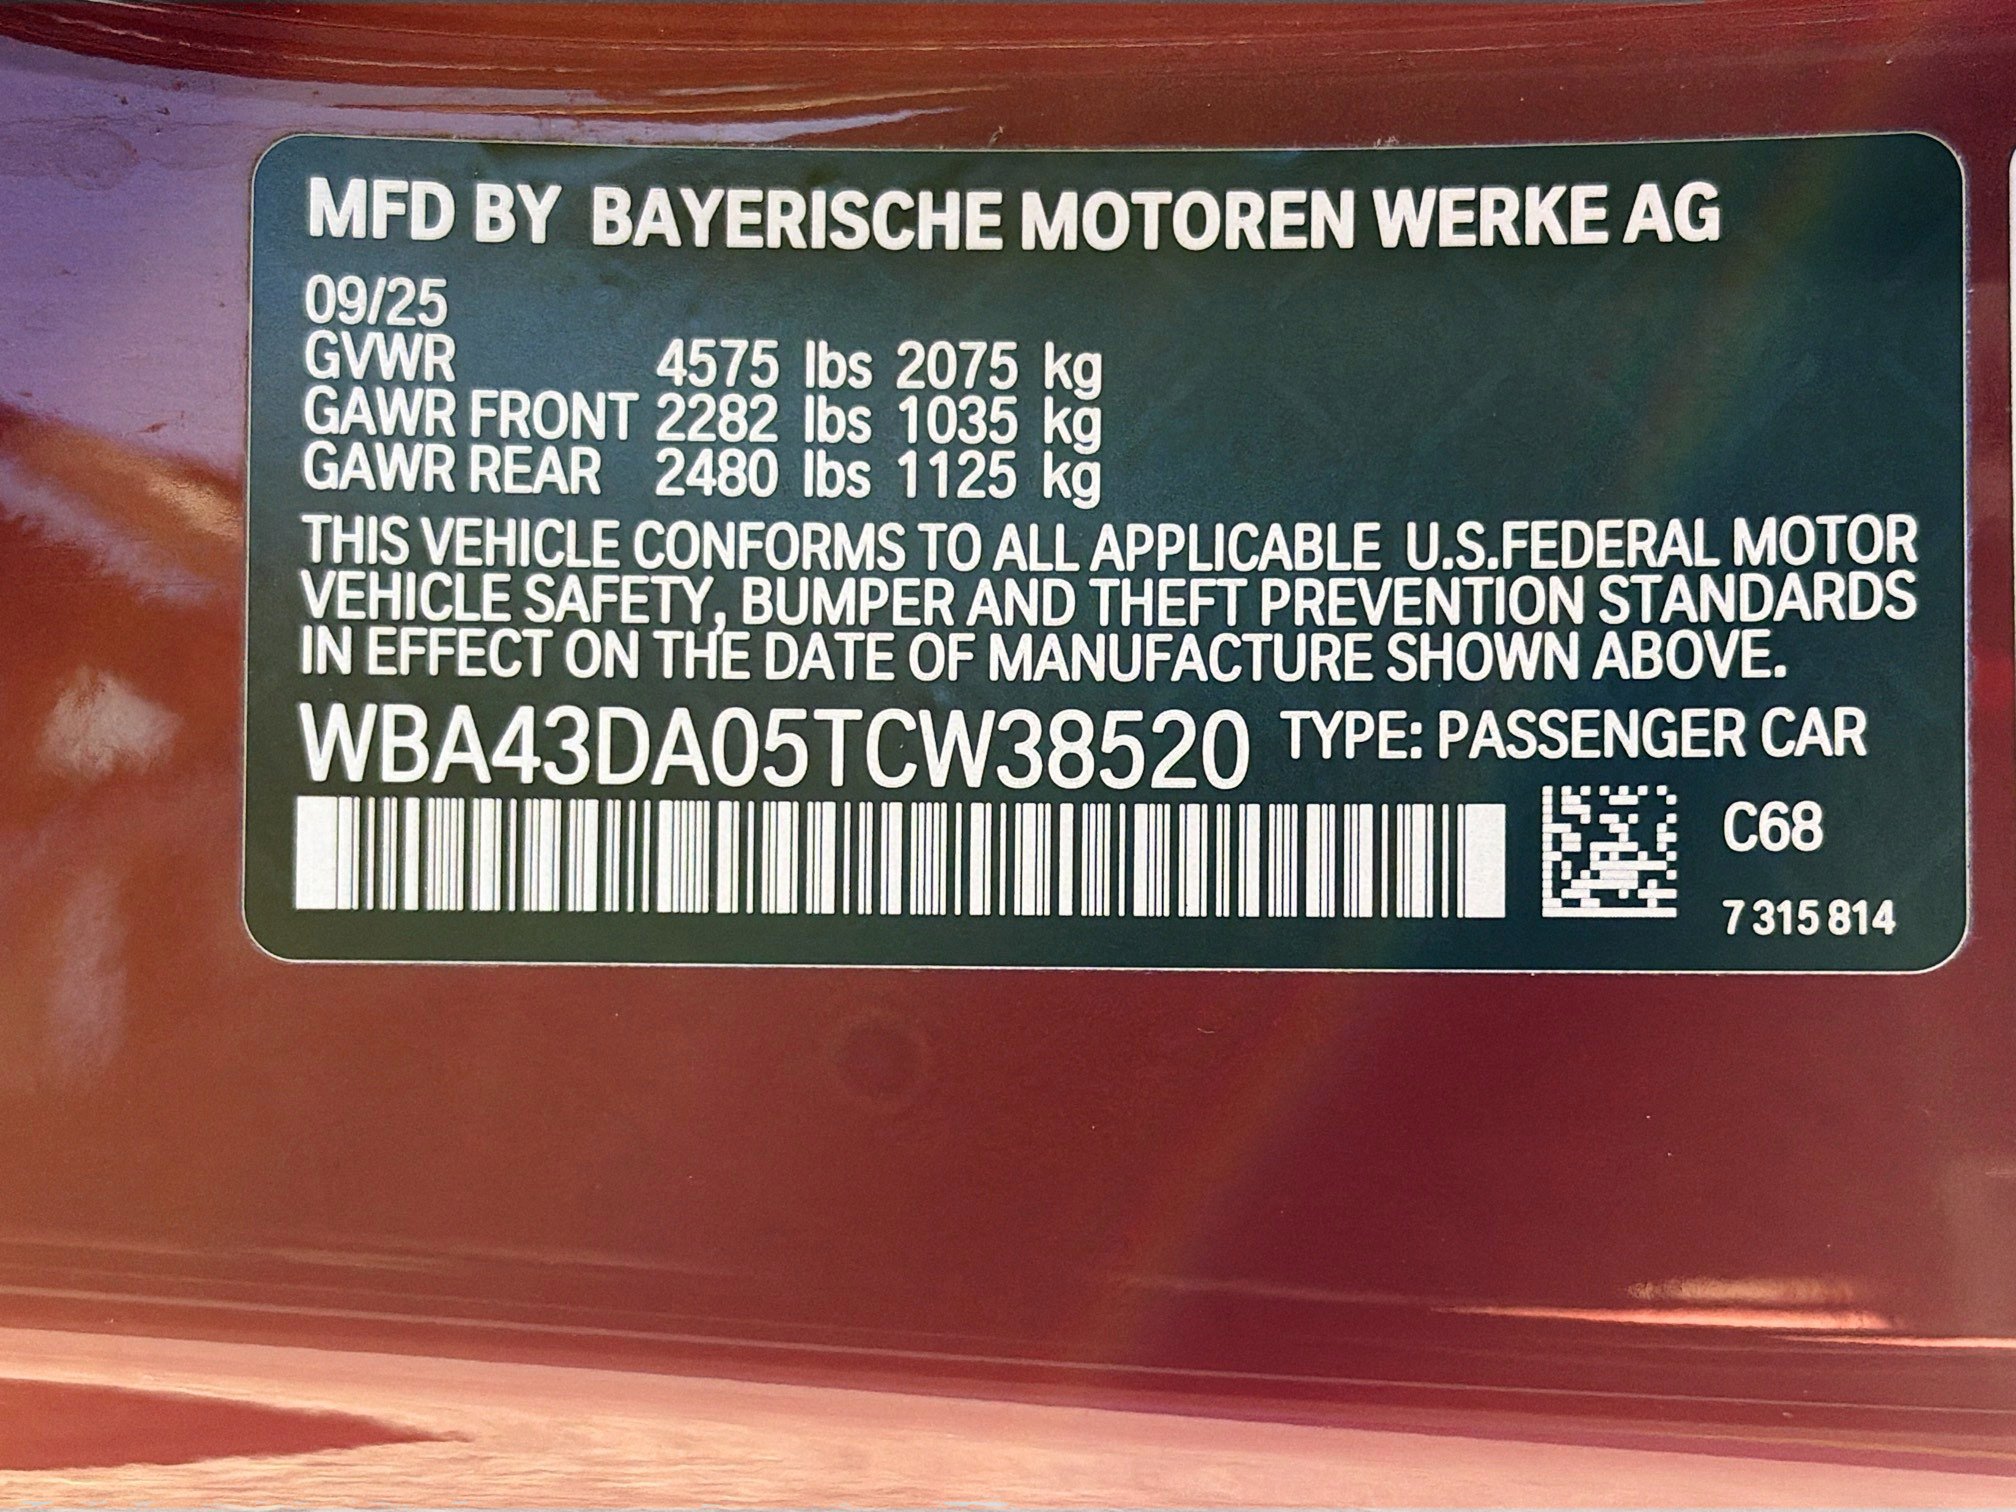 MFD BY BAYERISCHE MOTOREN WERKE AG
09/25
GVWR 4575 lbs 2075 kg
GAWR FRONT 2282 lbs 1035 kg
GAWR REAR 2480 lbs 1125 kg
THIS VEHICLE CONFORMS TO ALL APPLICABLE U.S.FEDERAL MOTOR
VEHICLE SAFETY, BUMPER AND THEFT PREVENTION STANDARDS
IN EFFECT ON THE DATE OF MANUFACTURE SHOWN ABOVE.
WBA43DA05TCW38520 TYPE: PASSENGER CAR
C68
7 315 814